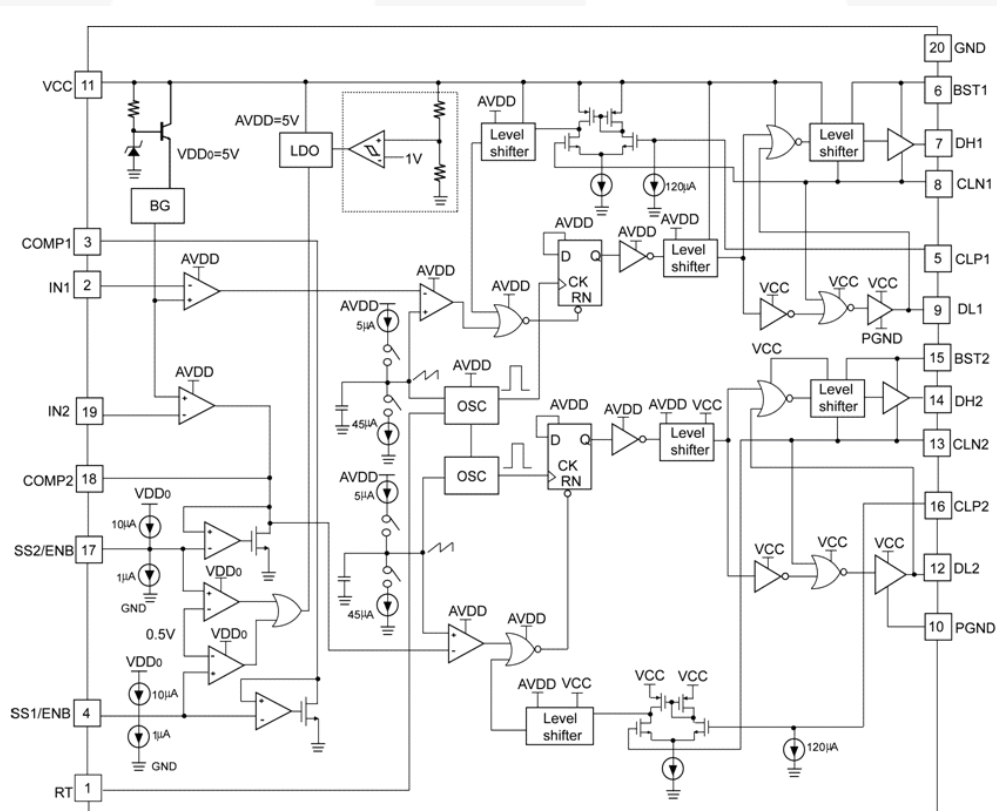 20 GND
VCC 11
6 BST1
AVDD
AVDD=5V
Level
shifter
LDO
1V
VDD₀=5V
Level
shifter
7 DH1
BG
120μA
8 CLN1
AVDD
AVDD
COMP1 3
AVDD
D Q
CK
RN
AVDD
Level
shifter
5 CLP1
IN1 2
AVDD
AVDD
AVDD
5μA
VCC
VCC
VCC
9 DL1
PGND
AVDD
OSC
VCC
15 BST2
AVDD
IN2 19
45μA
AVDD
D Q
CK
RN
AVDD
AVDD VCC
Level
shifter
Level
shifter
14 DH2
13 CLN2
OSC
COMP2 18
AVDD
5μA
VDD₀
10μA
16 CLP2
SS2/ENB 17
1μA
GND
VDD₀
VCC
VCC
VCC
12 DL2
45μA
0.5V
VDD₀
AVDD
AVDD
10 PGND
VDD₀
10μA
AVDD VCC
Level
shifter
VCC VCC
SS1/ENB 4
1μA
GND
120μA
RT 1